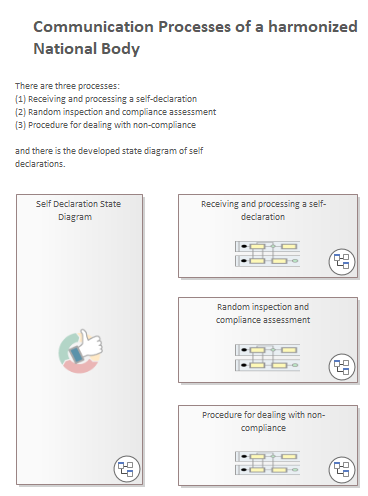 Communication Processes of a harmonized
National Body
There are three processes:
(1) Receiving and processing a self-declaration
(2) Random inspection and compliance assessment
(3) Procedure for dealing with non-compliance
and there is the developed state diagram of self
declarations.
Self Declaration State
Diagram
Receiving and processing a self-
declaration
Random inspection and
compliance assessment
Procedure for dealing with non-
compliance